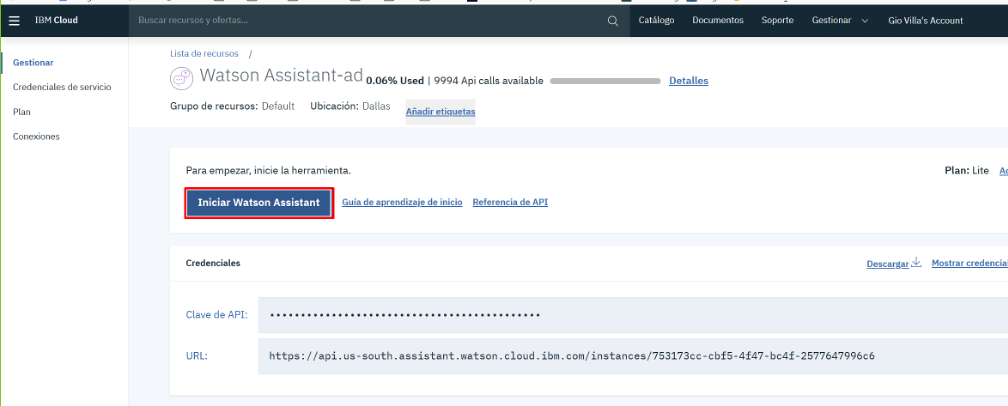 IBM Cloud
Buscar recursos y ofertas...
Catálogo
Documentos
Soporte
Gestionar
Gio Villa's Account
Gestionar
Credenciales de servicio
Plan
Conexiones
Lista de recursos /
Watson Assistant-ad 0.06% Used | 9994 Api calls available Detalles
Grupo de recursos: Default Ubicación: Dallas Añadir etiquetas
Para empezar, inicie la herramienta.
Plan: Lite
Iniciar Watson Assistant Guía de aprendizaje de inicio Referencia de API
Credenciales
Descargar Mostrar credencial
Clave de API: ••••••••••••••••••••••••••••••••••••••••••••
URL: https://api.us-south.assistant.watson.cloud.ibm.com/instances/753173cc-cbf5-4f47-bc4f-2577647996c6